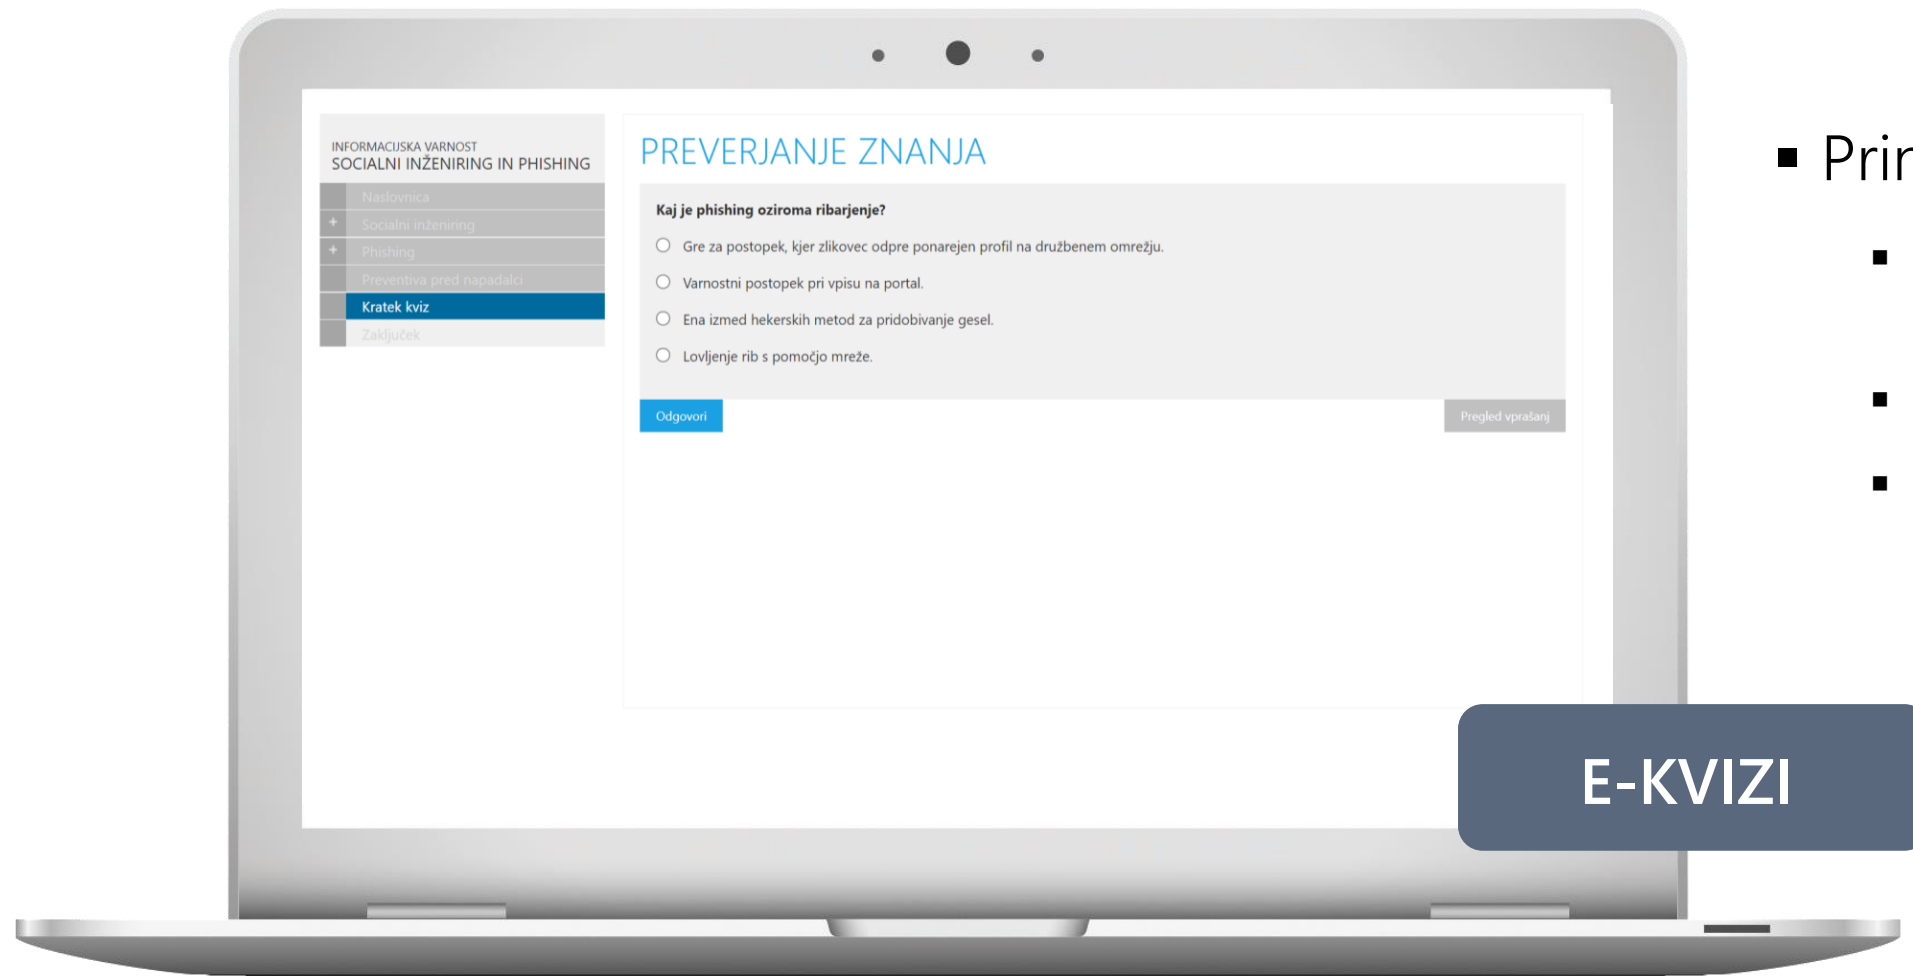 INFORMACIJSKA VARNOST
SOCIALNI INŽENIRING IN PHISHING
Naslovnica
+ Socialni inženiring
+ Phishing
Preventiva pred napadalci
Kratek kviz
Zaključek
PREVERJANJE ZNANJA
Kaj je phishing oziroma ribarjenje?
Gre za postopek, kjer zlikovec odpre ponarejen profil na družbenem omrežju.
Varnostni postopek pri vpisu na portal.
Ena izmed hekerskih metod za pridobivanje gesel.
Lovljenje rib s pomočjo mreže.
Odgovori
Pregled vprašanj
E-KVIZI